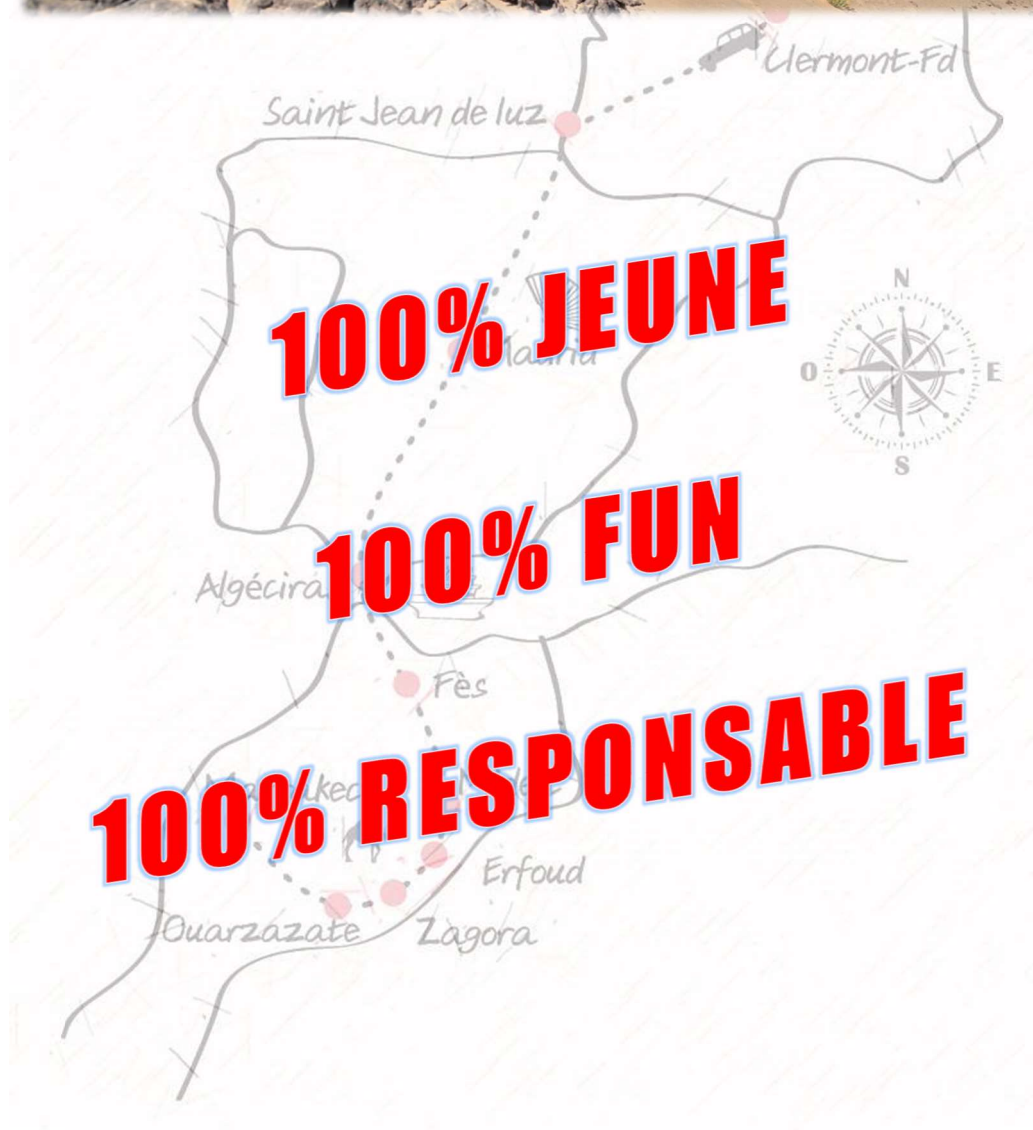 Clermont-Fd
Saint Jean de luz
100% JEUNE
N
O
E
S
100% FUN
Algécira
Fès
100% RESPONSABLE
Erfoud
Ouarzazate
Zagora